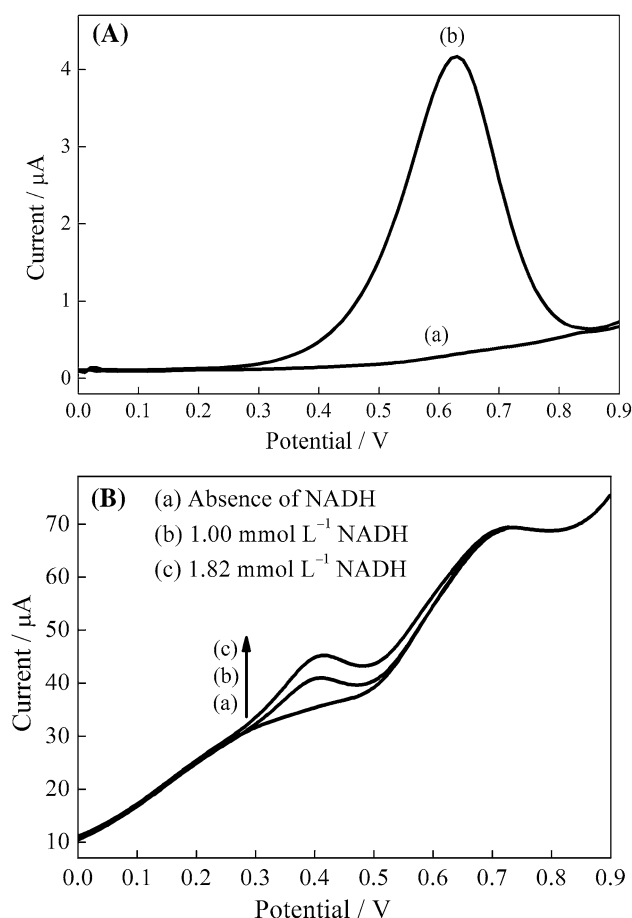 (A)
(b)
(a)
4
3
2
1
0
Current / μA
0.0 0.1 0.2 0.3 0.4 0.5 0.6 0.7 0.8 0.9
Potential / V
(B)
(a) Absence of NADH
(b) 1.00 mmol L⁻¹ NADH
(c) 1.82 mmol L⁻¹ NADH
(c)
(b)
(a)
70
60
50
40
30
20
10
Current / μA
0.0 0.1 0.2 0.3 0.4 0.5 0.6 0.7 0.8 0.9
Potential / V